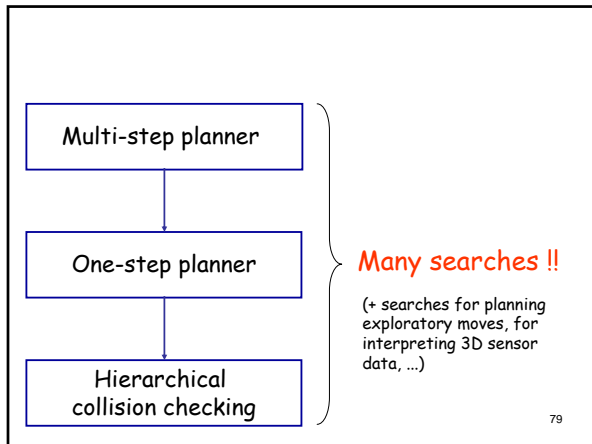 Multi-step planner
One-step planner
Hierarchical
collision checking
Many searches !!
(+ searches for planning
exploratory moves, for
interpreting 3D sensor
data, ...)
79